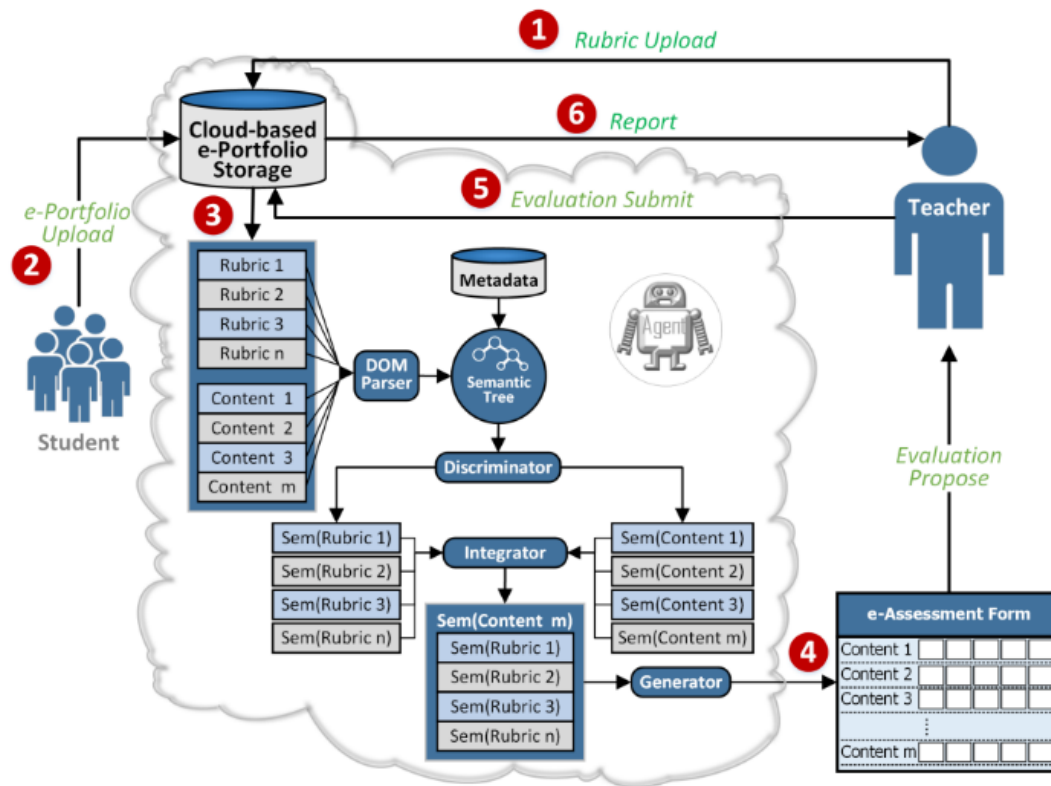 1
Rubric Upload
Cloud-based
e-Portfolio
Storage
6
Report
5
Evaluation Submit
Teacher
e-Portfolio
Upload
2
Student
3
Rubric 1
Rubric 2
Rubric 3
Rubric n
Content 1
Content 2
Content 3
Content m
Metadata
DOM
Parser
Semantic
Tree
Agent
Discriminator
Sem(Rubric 1)
Sem(Rubric 2)
Sem(Rubric 3)
Sem(Rubric n)
Integrator
Sem(Content 1)
Sem(Content 2)
Sem(Content 3)
Sem(Content m)
Sem(Content m)
Sem(Rubric 1)
Sem(Rubric 2)
Sem(Rubric 3)
Sem(Rubric n)
Generator
4
Evaluation
Propose
e-Assessment Form
Content 1
Content 2
Content 3
⋮
Content m